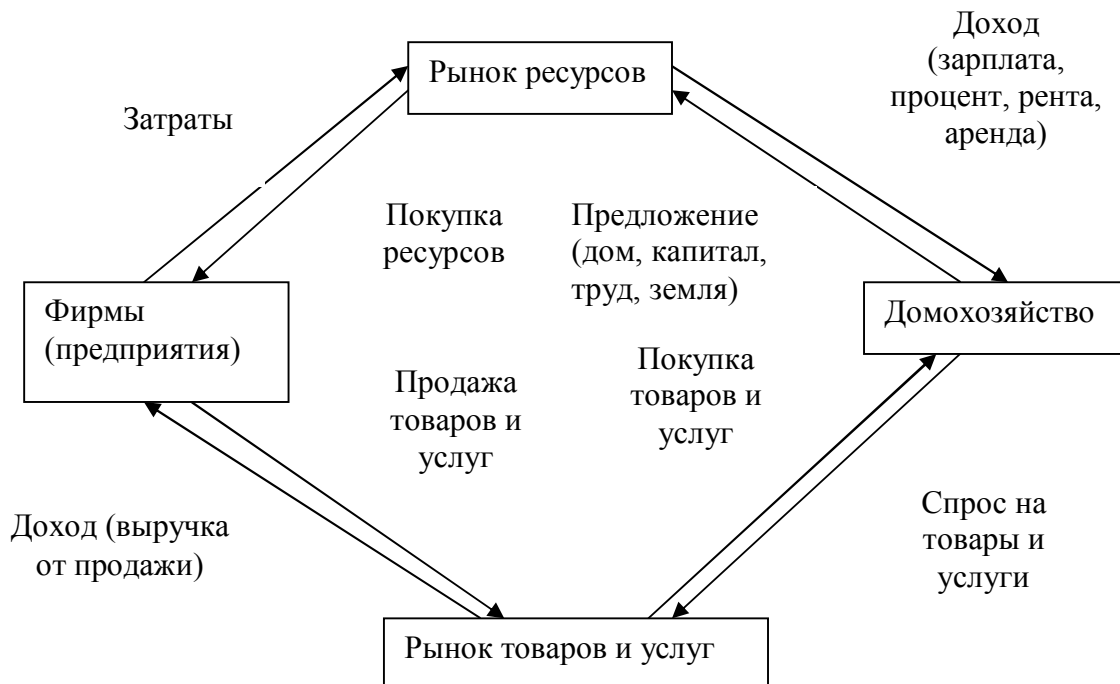 Доход
(зарплата,
процент, рента,
аренда)
Рынок ресурсов
Затраты
Покупка
ресурсов
Предложение
(дом, капитал,
труд, земля)
Фирмы
(предприятия)
Домохозяйство
Продажа
товаров и
услуг
Покупка
товаров и
услуг
Доход (выручка
от продажи)
Спрос на
товары и
услуги
Рынок товаров и услуг